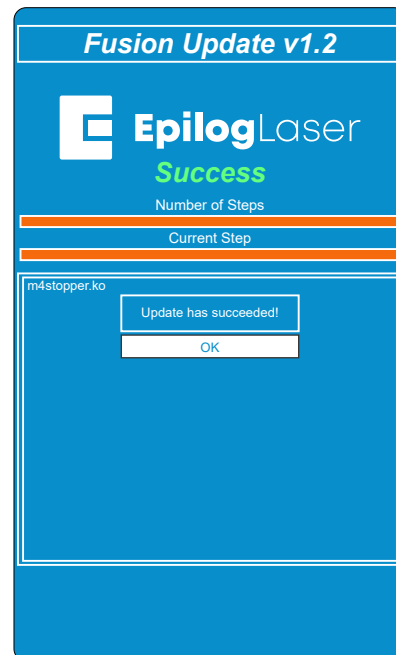 Fusion Update v1.2
EpilogLaser
Success
Number of Steps
Current Step
m4stopper.ko
Update has succeeded!
OK